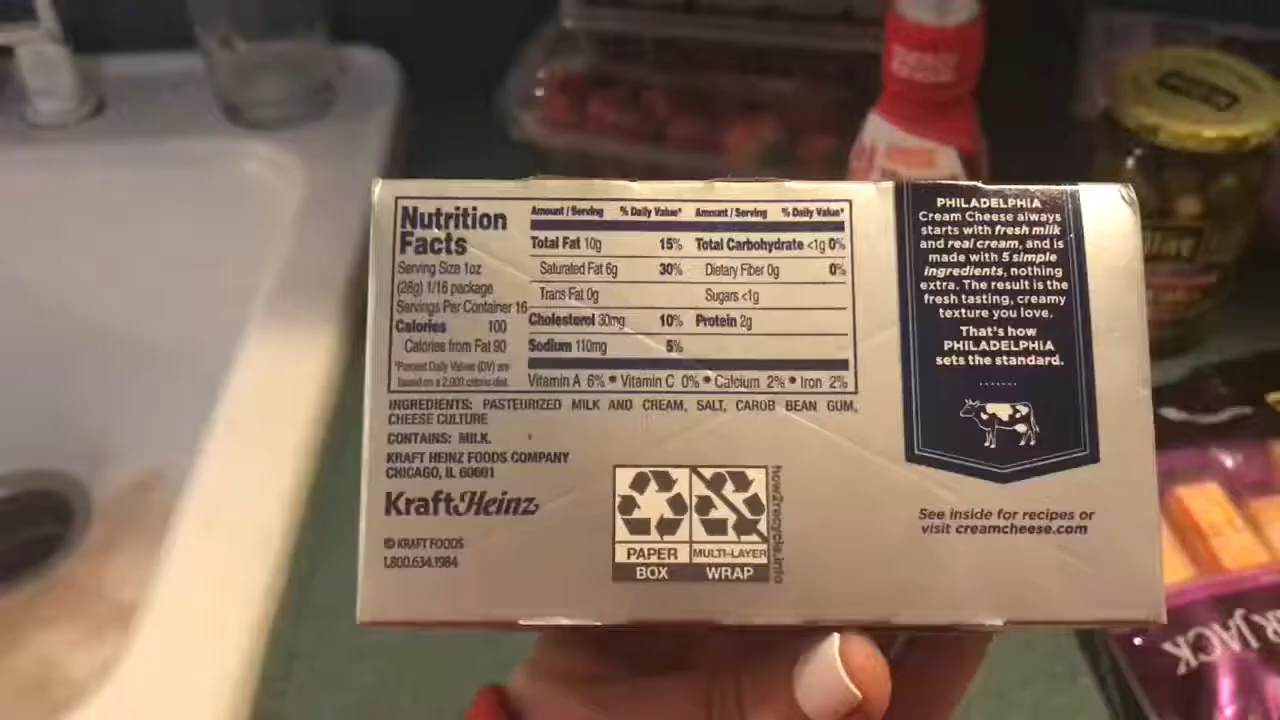 Nutrition
Facts
Serving Size 1oz
(28g) 1/16 package
Servings Per Container 16
Calories 100
Calories from Fat 90
*Percent Daily Values (DV) are
based on a 2,000 calorie diet.
Amount / Serving % Daily Value* Amount / Serving % Daily Value*
Total Fat 10g 15% Total Carbohydrate <1g 0%
Saturated Fat 6g 30% Dietary Fiber 0g 0%
Trans Fat 0g Sugars <1g
Cholesterol 30mg 10% Protein 2g
Sodium 110mg 5%
Vitamin A 6% • Vitamin C 0% • Calcium 2% • Iron 2%
INGREDIENTS: PASTEURIZED MILK AND CREAM, SALT, CAROB BEAN GUM,
CHEESE CULTURE
CONTAINS: MILK.
KRAFT HEINZ FOODS COMPANY
CHICAGO, IL 60601
KraftHeinz
© KRAFT FOODS
1.800.634.1984
PAPER
BOX
MULTI-LAYER
WRAP
how2recycle.info
PHILADELPHIA
Cream Cheese always
starts with fresh milk
and real cream, and is
made with 5 simple
ingredients, nothing
extra. The result is the
fresh tasting, creamy
texture you love.
That's how
PHILADELPHIA
sets the standard.
See inside for recipes or
visit creamcheese.com
JACK